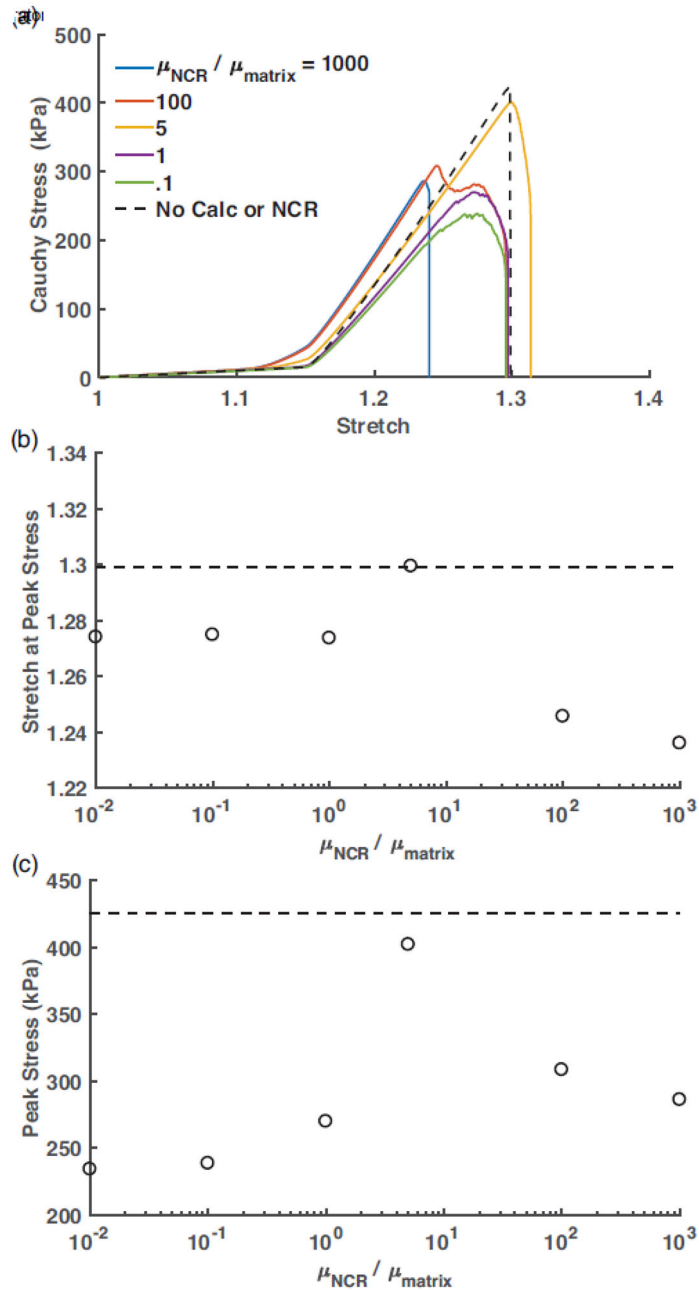 (a)
500
400
300
200
100
0
Cauchy Stress (kPa)
μNCR / μmatrix = 1000
100
5
1
.1
No Calc or NCR
1 1.1 1.2 1.3 1.4
Stretch
(b)
1.34
1.32
1.3
1.28
1.26
1.24
1.22
Stretch at Peak Stress
10-2 10-1 100 101 102 103
μNCR / μmatrix
(c)
450
400
350
300
250
200
Peak Stress (kPa)
10-2 10-1 100 101 102 103
μNCR / μmatrix